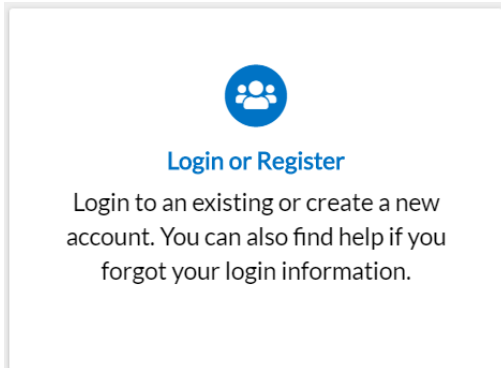 Login or Register
Login to an existing or create a new
account. You can also find help if you
forgot your login information.